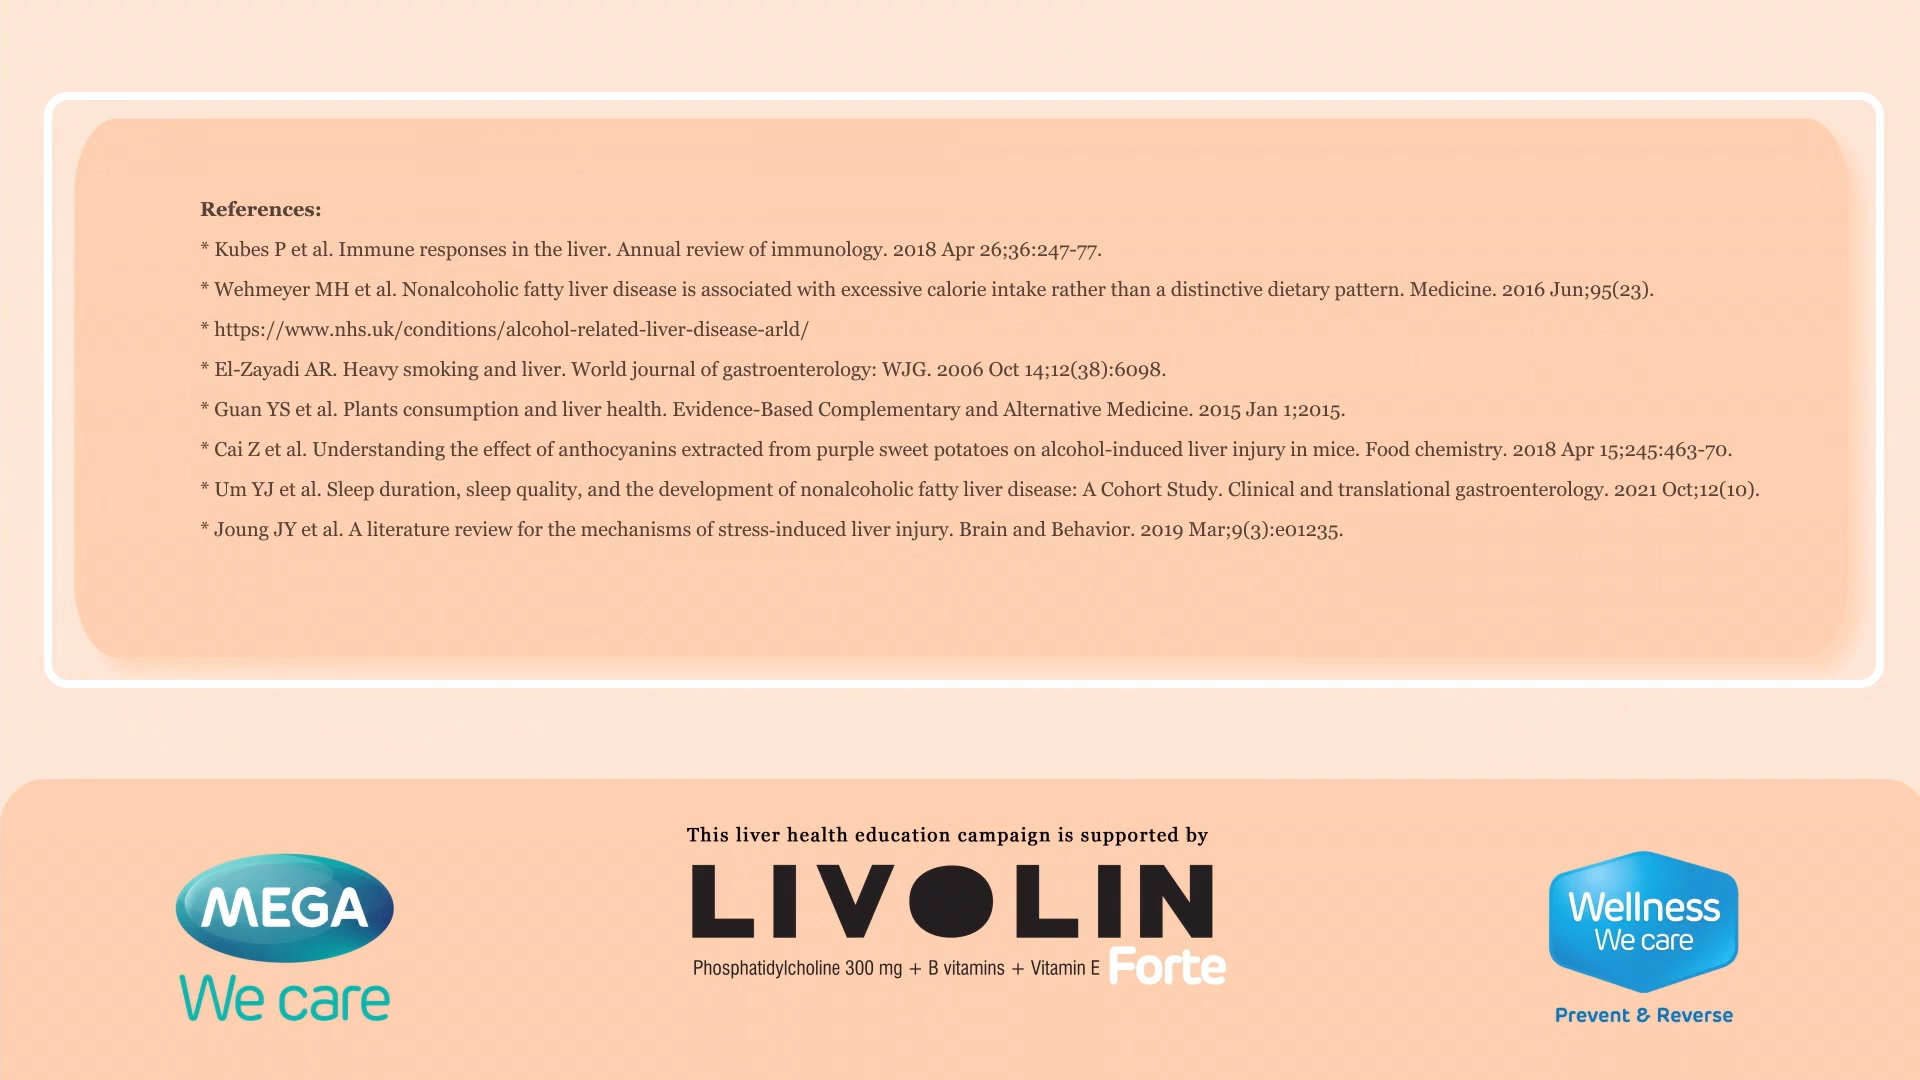 References:
* Kubes P et al. Immune responses in the liver. Annual review of immunology. 2018 Apr 26;36:247-77.
* Wehmeyer MH et al. Nonalcoholic fatty liver disease is associated with excessive calorie intake rather than a distinctive dietary pattern. Medicine. 2016 Jun;95(23).
* https://www.nhs.uk/conditions/alcohol-related-liver-disease-arld/
* El-Zayadi AR. Heavy smoking and liver. World journal of gastroenterology: WJG. 2006 Oct 14;12(38):6098.
* Guan YS et al. Plants consumption and liver health. Evidence-Based Complementary and Alternative Medicine. 2015 Jan 1;2015.
* Cai Z et al. Understanding the effect of anthocyanins extracted from purple sweet potatoes on alcohol-induced liver injury in mice. Food chemistry. 2018 Apr 15;245:463-70.
* Um YJ et al. Sleep duration, sleep quality, and the development of nonalcoholic fatty liver disease: A Cohort Study. Clinical and translational gastroenterology. 2021 Oct;12(10).
* Joung JY et al. A literature review for the mechanisms of stress-induced liver injury. Brain and Behavior. 2019 Mar;9(3):e01235.
MEGA
We care
This liver health education campaign is supported by
LIVOLIN
Phosphatidylcholine 300 mg + B vitamins + Vitamin E Forte
Wellness
We care
Prevent & Reverse